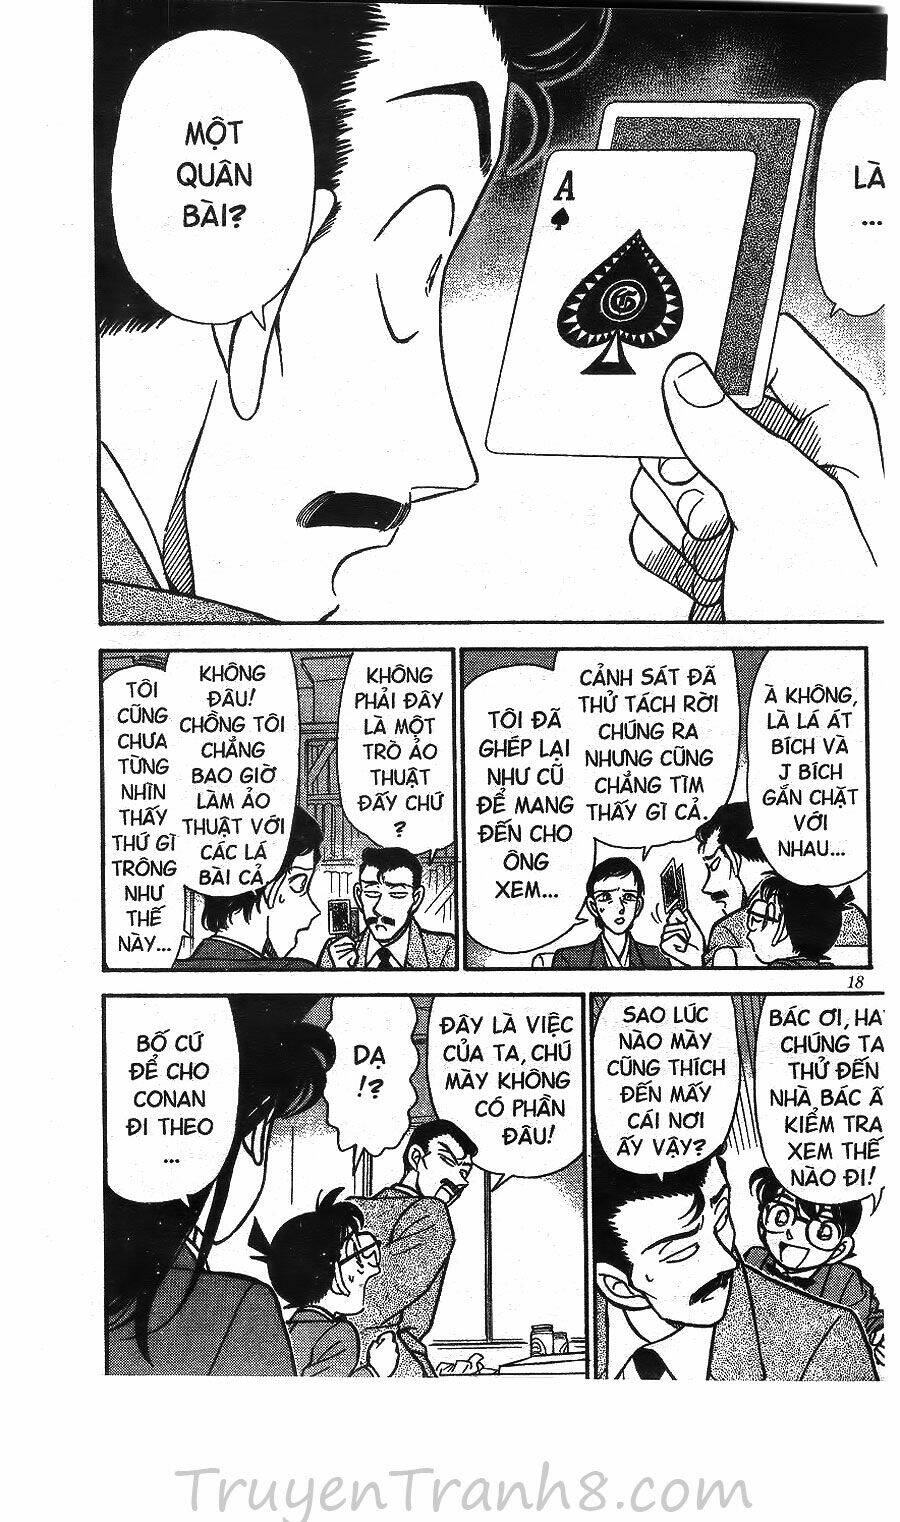 LÀ
...
MỘT
QUÂN
BÀI?
A
À KHÔNG,
LÀ LÁ ÁT
BÍCH VÀ
J BÍCH
GẮN CHẶT
VỚI
NHAU...
CẢNH SÁT ĐÃ
THỬ TÁCH RỜI
CHÚNG RA
NHƯNG CŨNG
CHẲNG TÌM
THẤY GÌ CẢ.
TÔI ĐÃ
GHÉP LẠI
NHƯ CŨ
ĐỂ MANG
ĐẾN CHO
ÔNG
XEM...
KHÔNG
PHẢI ĐÂY
LÀ MỘT
TRÒ ẢO
THUẬT
ĐẤY CHỨ
?
KHÔNG
ĐÂU!
CHỒNG TÔI
CHẲNG
BAO GIỜ
LÀM ẢO
THUẬT VỚI
CÁC LÁ
BÀI CẢ.
TÔI
CŨNG
CHƯA
TỪNG
NHÌN
THẤY
THỨ GÌ
TRÔNG
NHƯ
THẾ
NÀY...
18
BÁC ƠI, HA
CHÚNG TA
THỬ ĐẾN
NHÀ BÁC Ấ
KIỂM TRA
XEM THẾ
NÀO ĐI!
SAO LÚC
NÀO MÀY
CŨNG THÍCH
ĐẾN MẤY
CÁI NƠI
ẤY VẬY?
ĐÂY LÀ VIỆC
CỦA TA, CHÚ
MÀY KHÔNG
CÓ PHẦN
ĐÂU!
DẠ
!?
BỐ CỨ
ĐỂ CHO
CONAN
ĐI THEO
...
TruyenTranh8.com